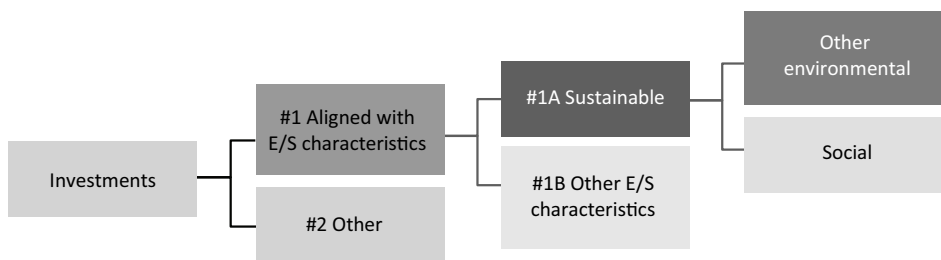 Investments
#1 Aligned with
E/S characteristics
#2 Other
#1A Sustainable
#1B Other E/S
characteristics
Other
environmental
Social